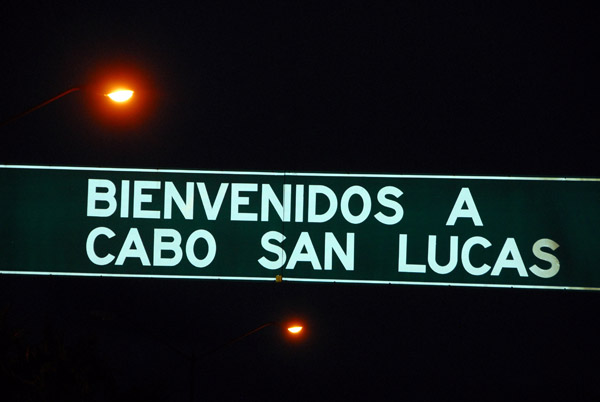 BIENVENIDOS A
CABO SAN LUCAS